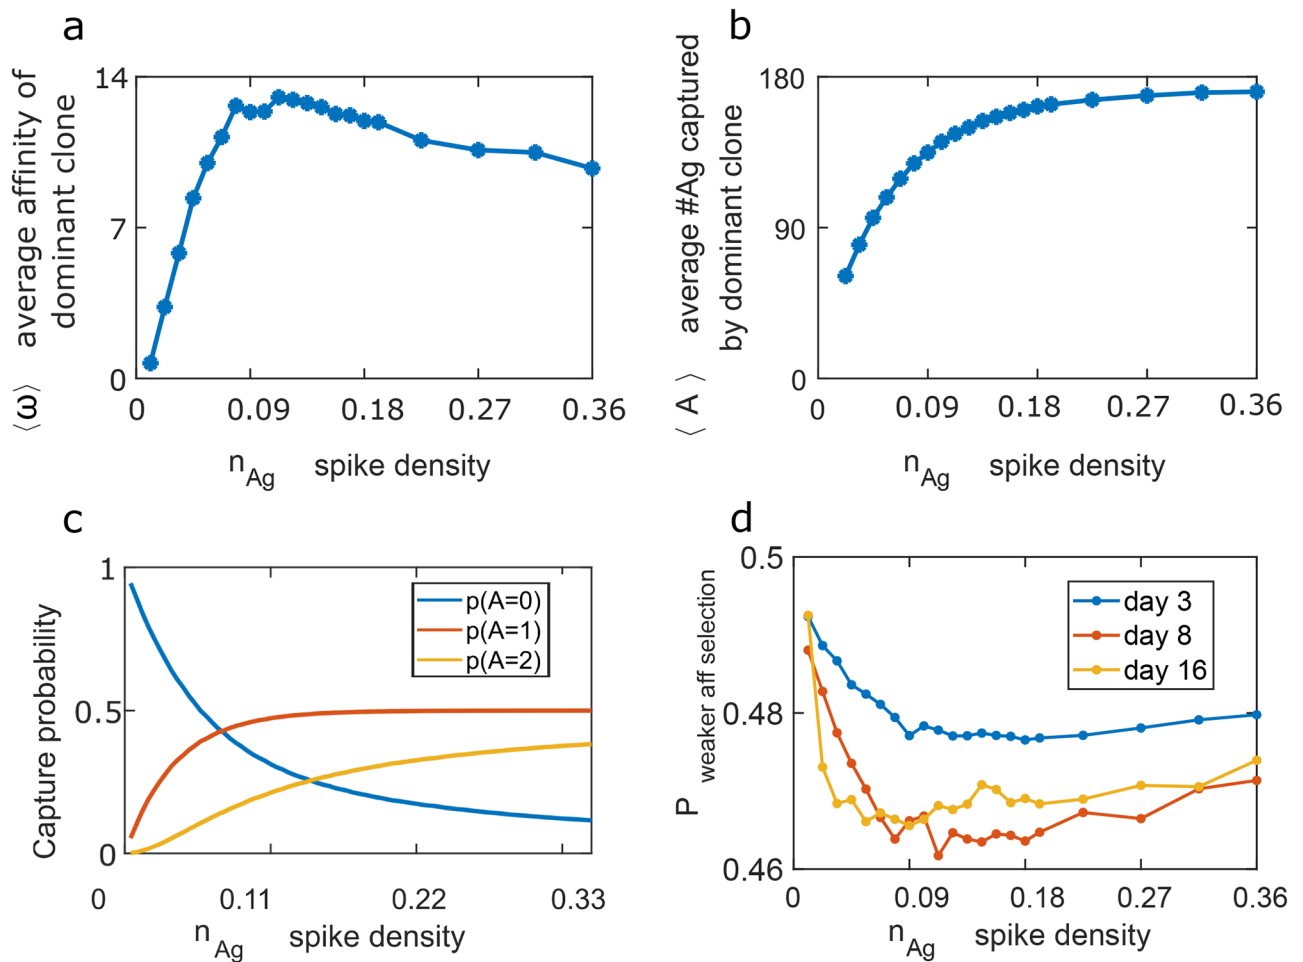 a
14
7
0
0
0.09
0.18
0.27
0.36
⟨ω⟩ average affinity of
dominant clone
n_Ag spike density
b
180
90
0
0
0.09
0.18
0.27
0.36
⟨ A ⟩ average #Ag captured
by dominant clone
n_Ag spike density
c
1
0.5
0
0
0.11
0.22
0.33
Capture probability
p(A=0)
p(A=1)
p(A=2)
n_Ag spike density
d
0.5
0.48
0.46
0
0.09
0.18
0.27
0.36
P weaker aff selection
day 3
day 8
day 16
n_Ag spike density